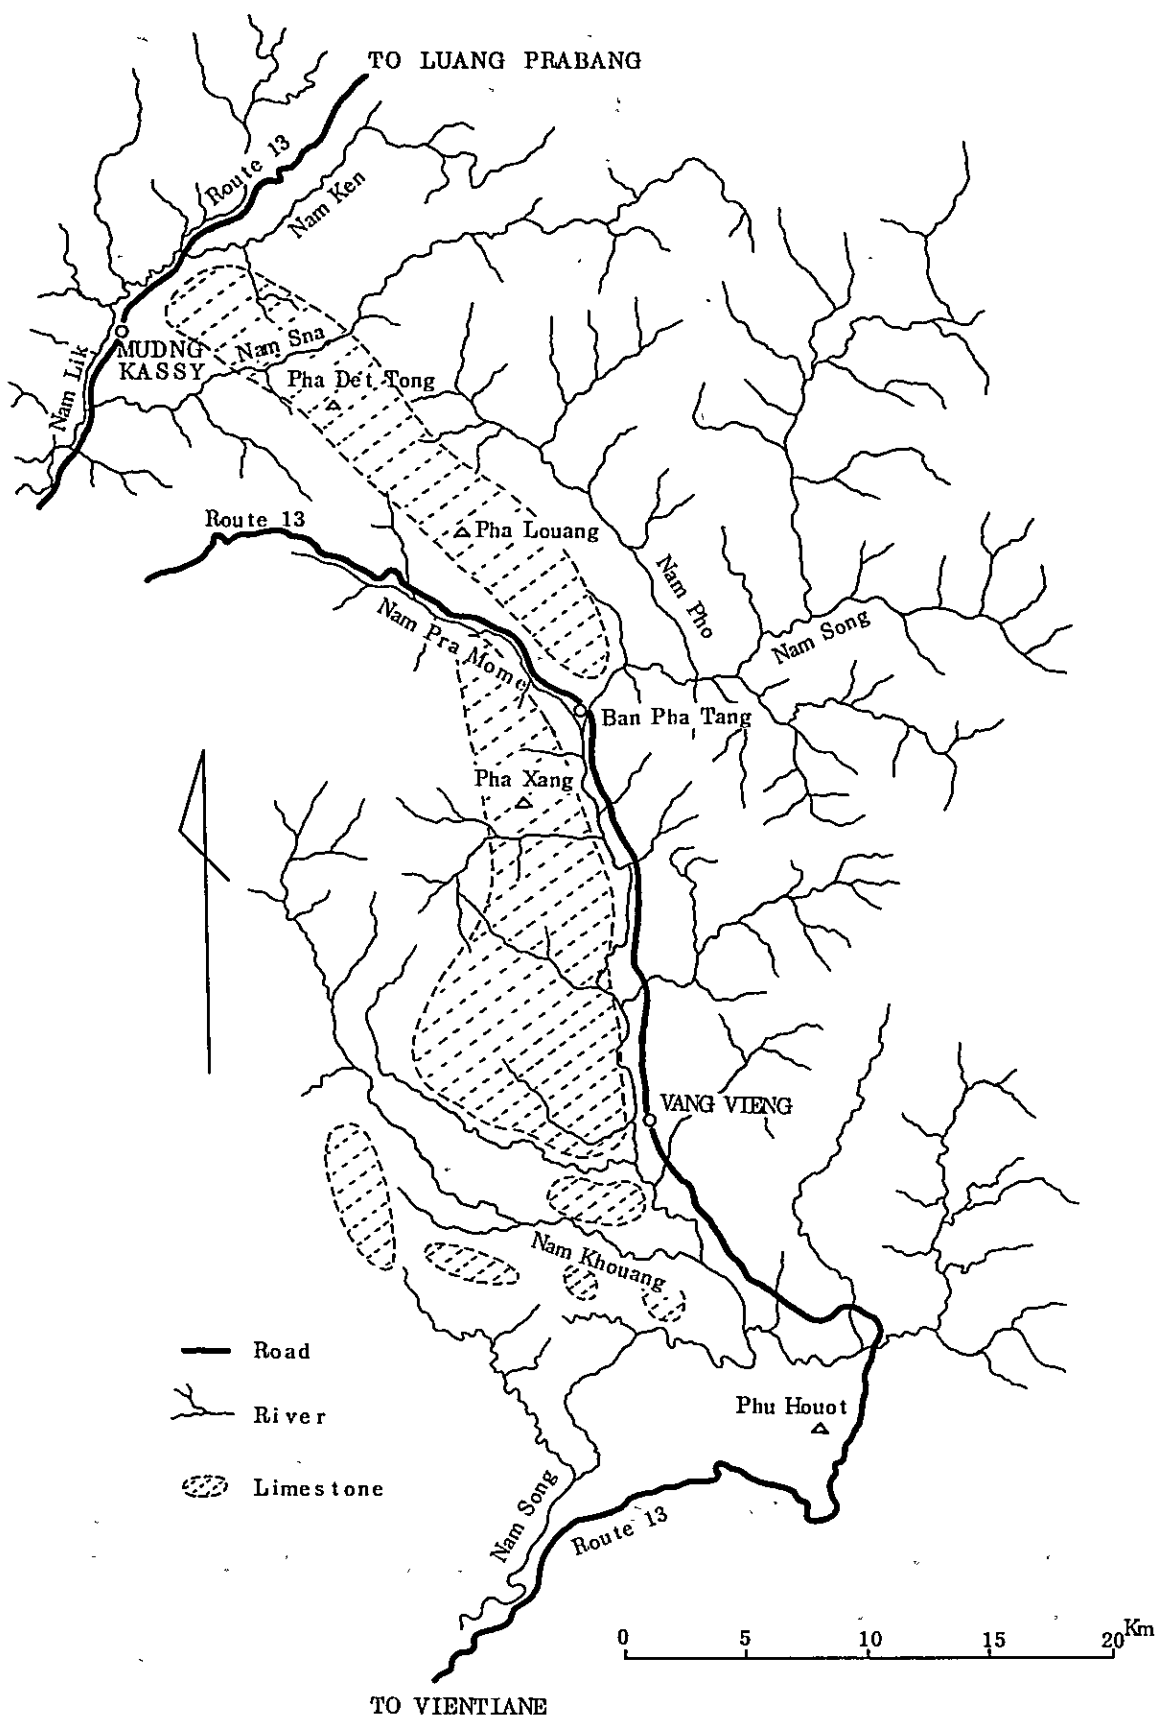 TO LUANG PRABANG
Route 13
Nam Ken
Nam Sna
MUDNG
KASSY
Nam Lik
Pha Det Tong
Route 13
Pha Louang
Nam Pho
Nam Song
Nam Pra Mome
Ban Pha Tang
Pha Xang
VANG VIENG
Nam Khouang
Road
River
Limestone
Phu Houot
Nam Song
Route 13
0 5 10 15 20 Km
TO VIENTIANE